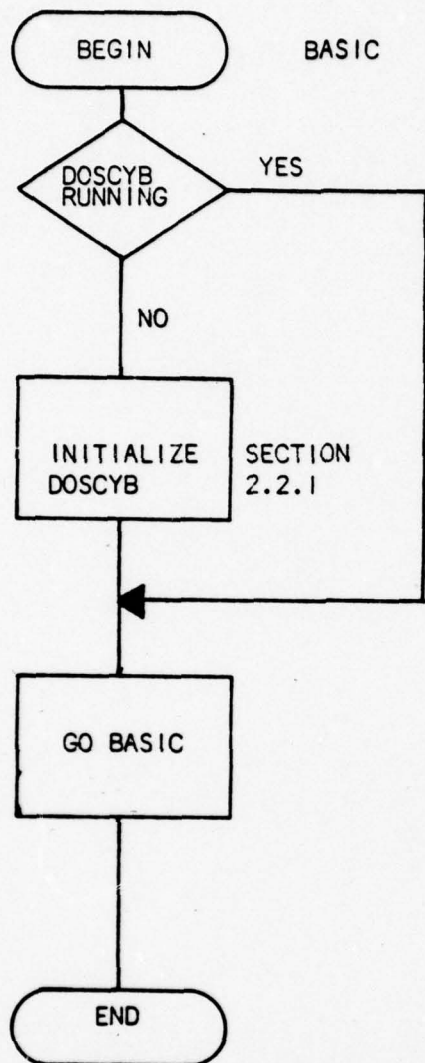 BEGIN
BASIC
DOSCYB
RUNNING
YES
NO
INITIALIZE
DOSCYB
SECTION
2.2.1
GO BASIC
END